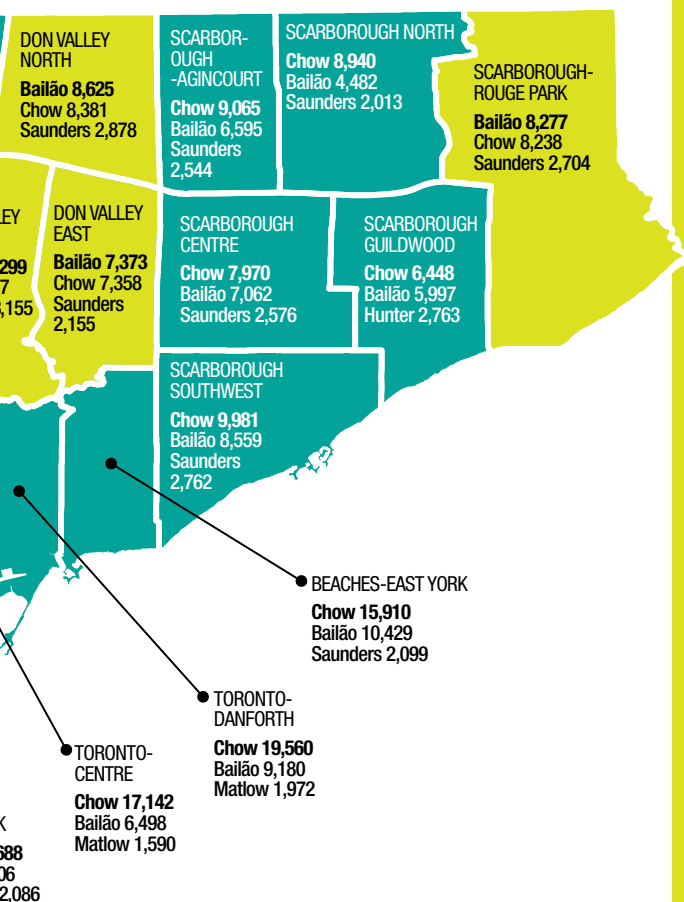 DON VALLEY
NORTH
Bailão 8,625
Chow 8,381
Saunders 2,878
SCARBOR-
OUGH
-AGINCOURT
Chow 9,065
Bailão 6,595
Saunders
2,544
SCARBOROUGH NORTH
Chow 8,940
Bailão 4,482
Saunders 2,013
SCARBOROUGH-
ROUGE PARK
Bailão 8,277
Chow 8,238
Saunders 2,704
DON VALLEY
EAST
Bailão 7,373
Chow 7,358
Saunders
2,155
SCARBOROUGH
CENTRE
Chow 7,970
Bailão 7,062
Saunders 2,576
SCARBOROUGH
GUILDWOOD
Chow 6,448
Bailão 5,997
Hunter 2,763
SCARBOROUGH
SOUTHWEST
Chow 9,981
Bailão 8,559
Saunders
2,762
BEACHES-EAST YORK
Chow 15,910
Bailão 10,429
Saunders 2,099
TORONTO-
DANFORTH
Chow 19,560
Bailão 9,180
Matlow 1,972
TORONTO-
CENTRE
Chow 17,142
Bailão 6,498
Matlow 1,590
2,086